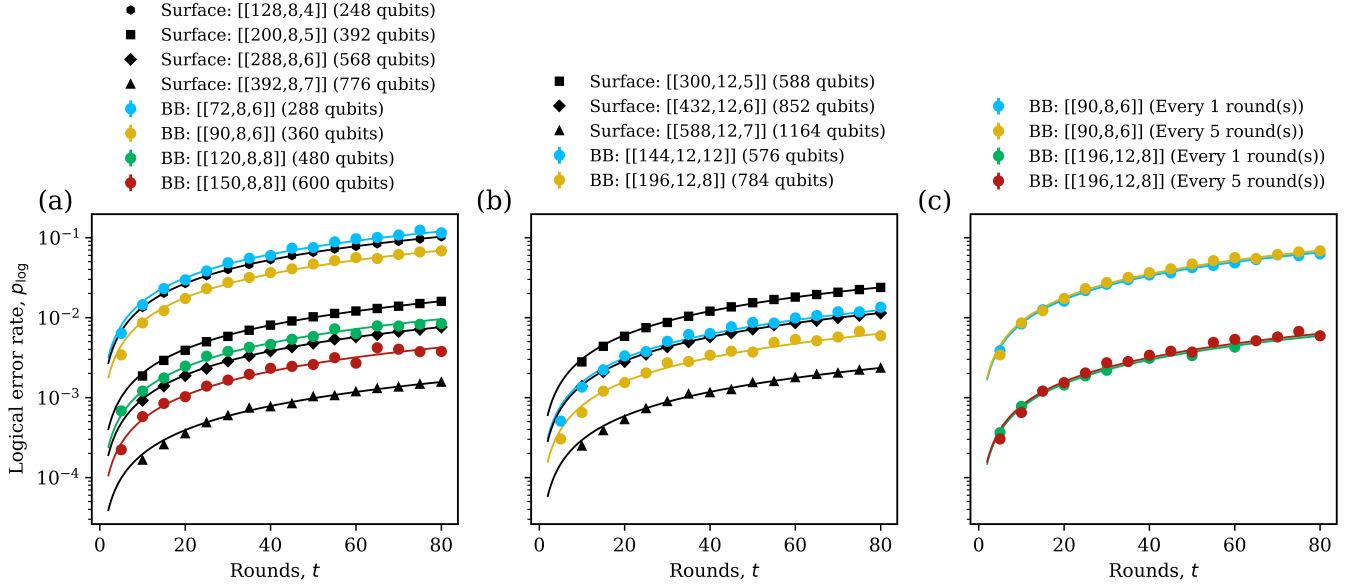 Surface: [[128,8,4]] (248 qubits)
Surface: [[200,8,5]] (392 qubits)
Surface: [[288,8,6]] (568 qubits)
Surface: [[392,8,7]] (776 qubits)
BB: [[72,8,6]] (288 qubits)
BB: [[90,8,6]] (360 qubits)
BB: [[120,8,8]] (480 qubits)
BB: [[150,8,8]] (600 qubits)
Surface: [[300,12,5]] (588 qubits)
Surface: [[432,12,6]] (852 qubits)
Surface: [[588,12,7]] (1164 qubits)
BB: [[144,12,12]] (576 qubits)
BB: [[196,12,8]] (784 qubits)
BB: [[90,8,6]] (Every 1 round(s))
BB: [[90,8,6]] (Every 5 round(s))
BB: [[196,12,8]] (Every 1 round(s))
BB: [[196,12,8]] (Every 5 round(s))
(a)
(b)
(c)
Logical error rate, p_log
10⁻¹
10⁻²
10⁻³
10⁻⁴
0 20 40 60 80
Rounds, t
0 20 40 60 80
Rounds, t
0 20 40 60 80
Rounds, t